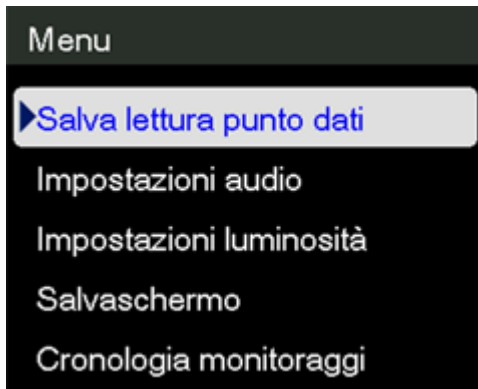 Menu
Salva lettura punto dati
Impostazioni audio
Impostazioni luminosità
Salvaschermo
Cronologia monitoraggi